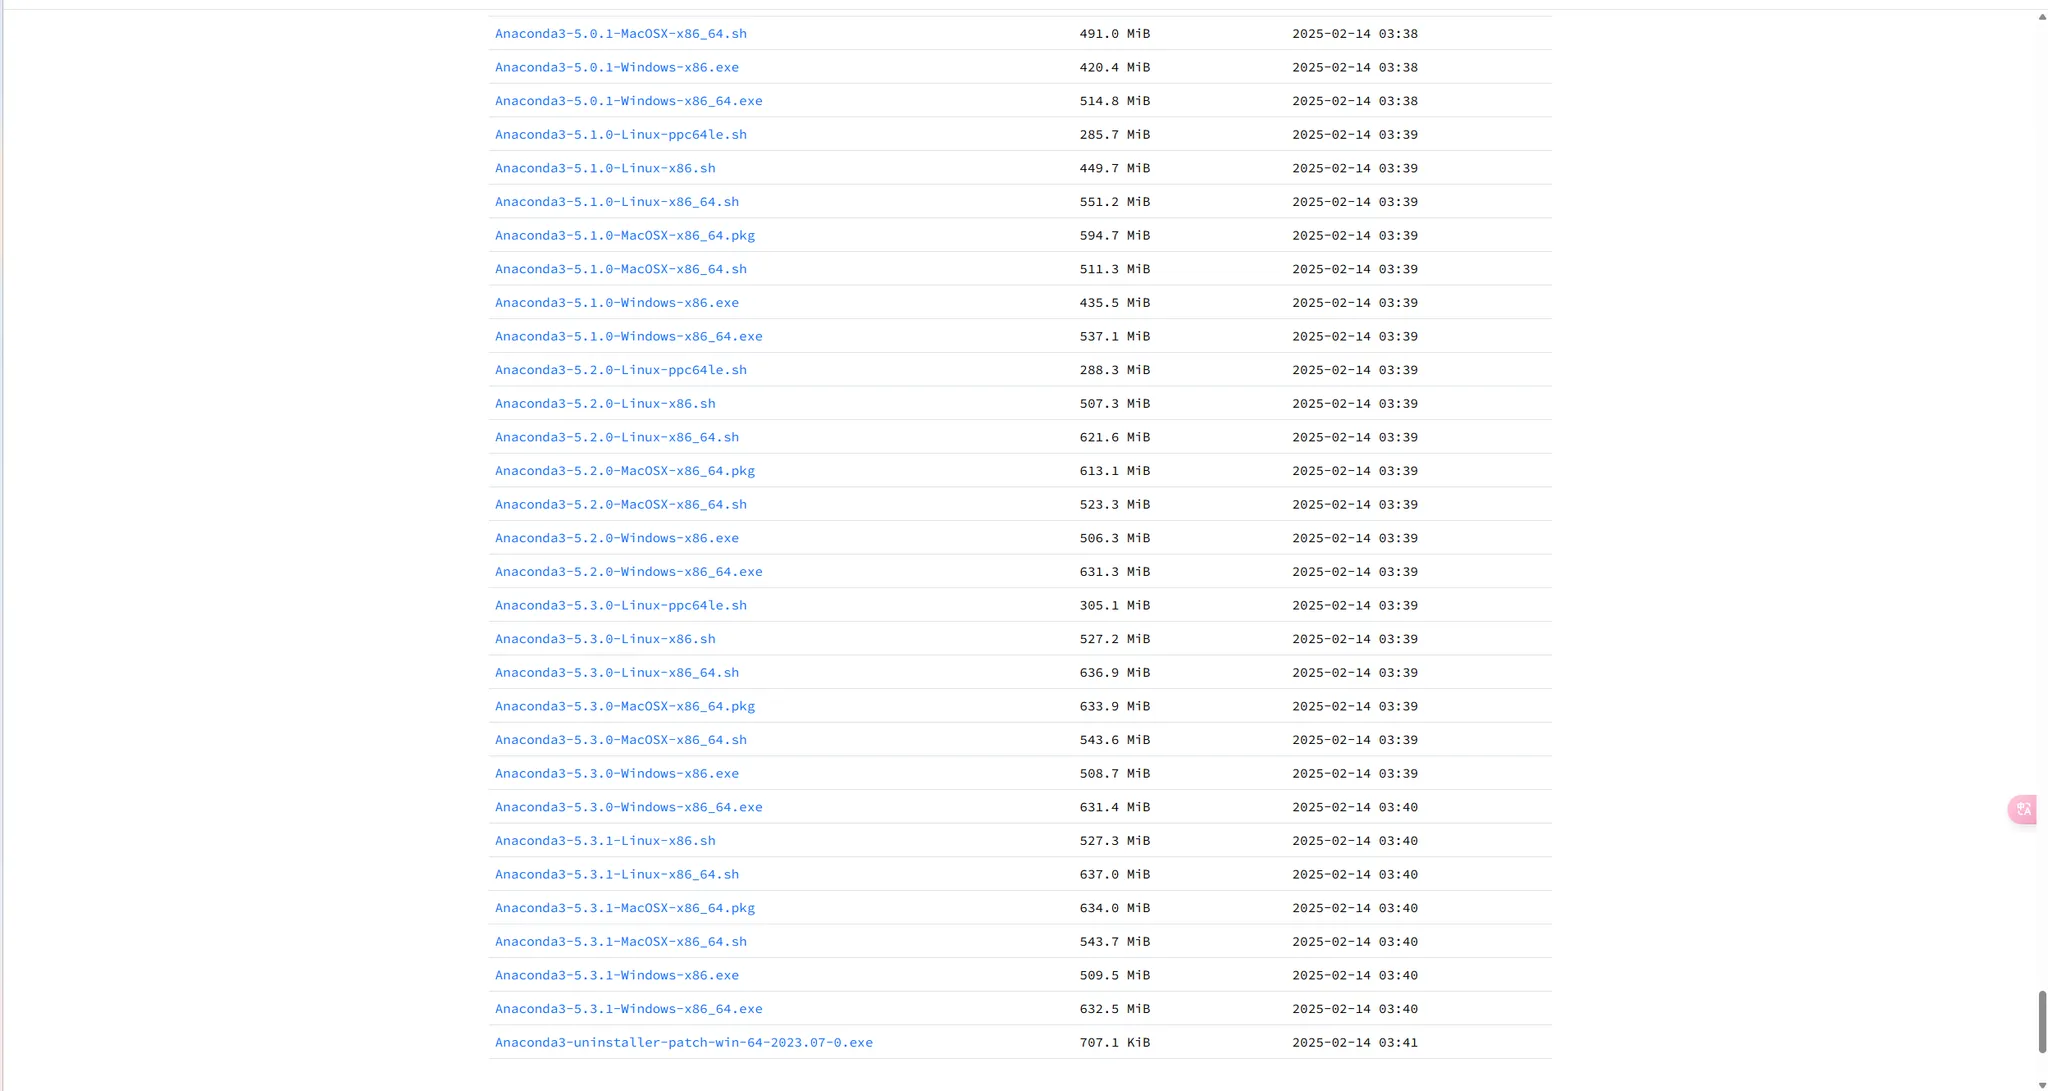 Anaconda3-5.0.1-MacOSX-x86_64.sh 491.0 MiB 2025-02-14 03:38
Anaconda3-5.0.1-Windows-x86.exe 420.4 MiB 2025-02-14 03:38
Anaconda3-5.0.1-Windows-x86_64.exe 514.8 MiB 2025-02-14 03:38
Anaconda3-5.1.0-Linux-ppc64le.sh 285.7 MiB 2025-02-14 03:39
Anaconda3-5.1.0-Linux-x86.sh 449.7 MiB 2025-02-14 03:39
Anaconda3-5.1.0-Linux-x86_64.sh 551.2 MiB 2025-02-14 03:39
Anaconda3-5.1.0-MacOSX-x86_64.pkg 594.7 MiB 2025-02-14 03:39
Anaconda3-5.1.0-MacOSX-x86_64.sh 511.3 MiB 2025-02-14 03:39
Anaconda3-5.1.0-Windows-x86.exe 435.5 MiB 2025-02-14 03:39
Anaconda3-5.1.0-Windows-x86_64.exe 537.1 MiB 2025-02-14 03:39
Anaconda3-5.2.0-Linux-ppc64le.sh 288.3 MiB 2025-02-14 03:39
Anaconda3-5.2.0-Linux-x86.sh 507.3 MiB 2025-02-14 03:39
Anaconda3-5.2.0-Linux-x86_64.sh 621.6 MiB 2025-02-14 03:39
Anaconda3-5.2.0-MacOSX-x86_64.pkg 613.1 MiB 2025-02-14 03:39
Anaconda3-5.2.0-MacOSX-x86_64.sh 523.3 MiB 2025-02-14 03:39
Anaconda3-5.2.0-Windows-x86.exe 506.3 MiB 2025-02-14 03:39
Anaconda3-5.2.0-Windows-x86_64.exe 631.3 MiB 2025-02-14 03:39
Anaconda3-5.3.0-Linux-ppc64le.sh 305.1 MiB 2025-02-14 03:39
Anaconda3-5.3.0-Linux-x86.sh 527.2 MiB 2025-02-14 03:39
Anaconda3-5.3.0-Linux-x86_64.sh 636.9 MiB 2025-02-14 03:39
Anaconda3-5.3.0-MacOSX-x86_64.pkg 633.9 MiB 2025-02-14 03:39
Anaconda3-5.3.0-MacOSX-x86_64.sh 543.6 MiB 2025-02-14 03:39
Anaconda3-5.3.0-Windows-x86.exe 508.7 MiB 2025-02-14 03:39
Anaconda3-5.3.0-Windows-x86_64.exe 631.4 MiB 2025-02-14 03:40
Anaconda3-5.3.1-Linux-x86.sh 527.3 MiB 2025-02-14 03:40
Anaconda3-5.3.1-Linux-x86_64.sh 637.0 MiB 2025-02-14 03:40
Anaconda3-5.3.1-MacOSX-x86_64.pkg 634.0 MiB 2025-02-14 03:40
Anaconda3-5.3.1-MacOSX-x86_64.sh 543.7 MiB 2025-02-14 03:40
Anaconda3-5.3.1-Windows-x86.exe 509.5 MiB 2025-02-14 03:40
Anaconda3-5.3.1-Windows-x86_64.exe 632.5 MiB 2025-02-14 03:40
Anaconda3-uninstaller-patch-win-64-2023.07-0.exe 707.1 KiB 2025-02-14 03:41